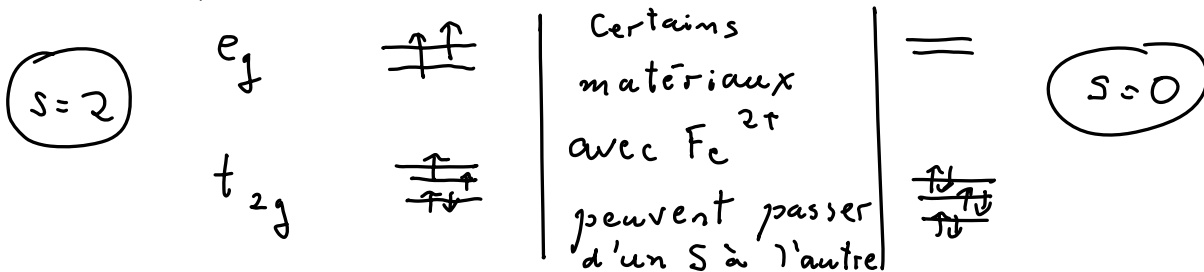 S=2
e_g
t_2g
Certains
matériaux
avec Fe^2+
peuvent passer
d'un S à l'autre
S=0